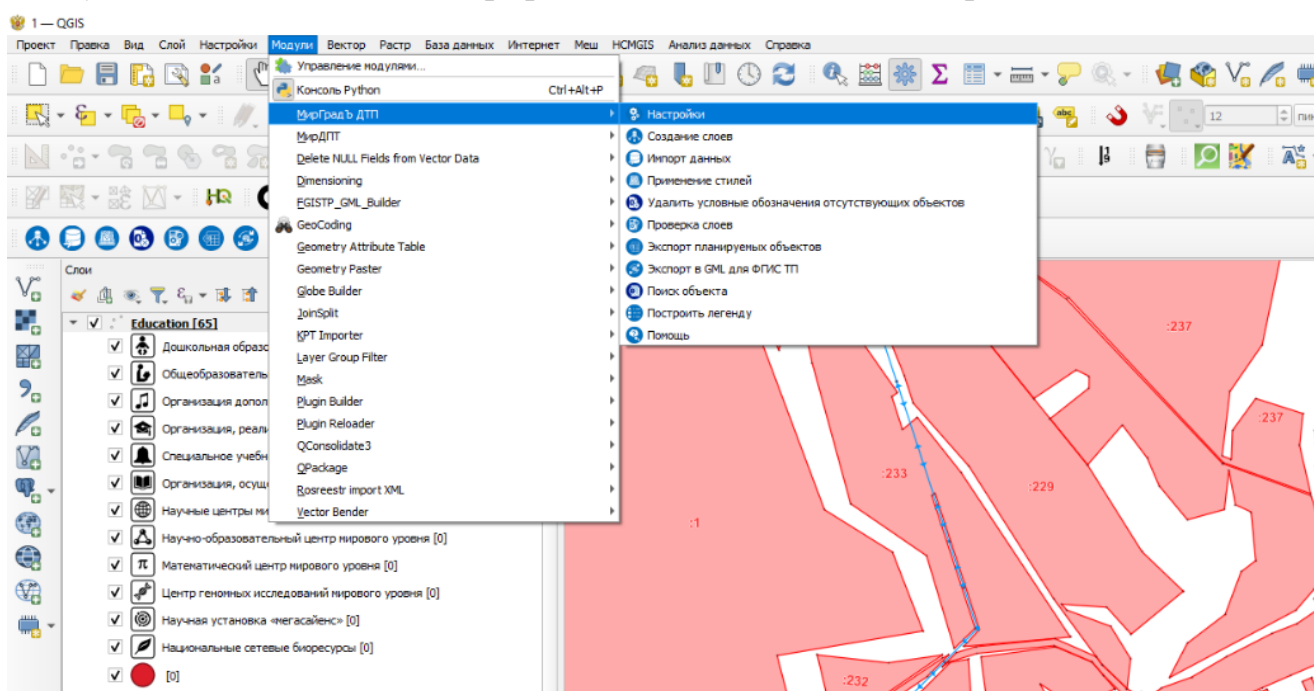 1 — QGIS
Проект Правка Вид Слой Настройки Модули Вектор Растр База данных Интернет Меш HCMGIS Анализ данных Справка
Управление модулями...
Консоль Python Ctrl+Alt+P
МирГрадЪ ДТП
МирДПТ
Delete NULL Fields from Vector Data
Dimensioning
FGISTP_GML_Builder
GeoCoding
Geometry Attribute Table
Geometry Paster
Globe Builder
JoinSplit
KPT Importer
Layer Group Filter
Mask
Plugin Builder
Plugin Reloader
QConsolidate3
QPackage
Rosreestr import XML
Vector Bender
Настройки
Создание слоев
Импорт данных
Применение стилей
Удалить условные обозначения отсутствующих объектов
Проверка слоев
Экспорт планируемых объектов
Экспорт в GML для ФГИС ТП
Поиск объекта
Построить легенду
Помощь
abc
12
пик
HQ
Слои
Education [65]
Дошкольная образо
Общеобразователь
Организация допол
Организация, реали
Специальное учебн
Организация, осущ
Научные центры ми
Научно-образовательный центр мирового уровня [0]
Математический центр мирового уровня [0]
Центр геномных исследований мирового уровня [0]
Научная установка «мегасайенс» [0]
Национальные сетевые биоресурсы [0]
[0]
:237
:237
:233
:229
:1
:232